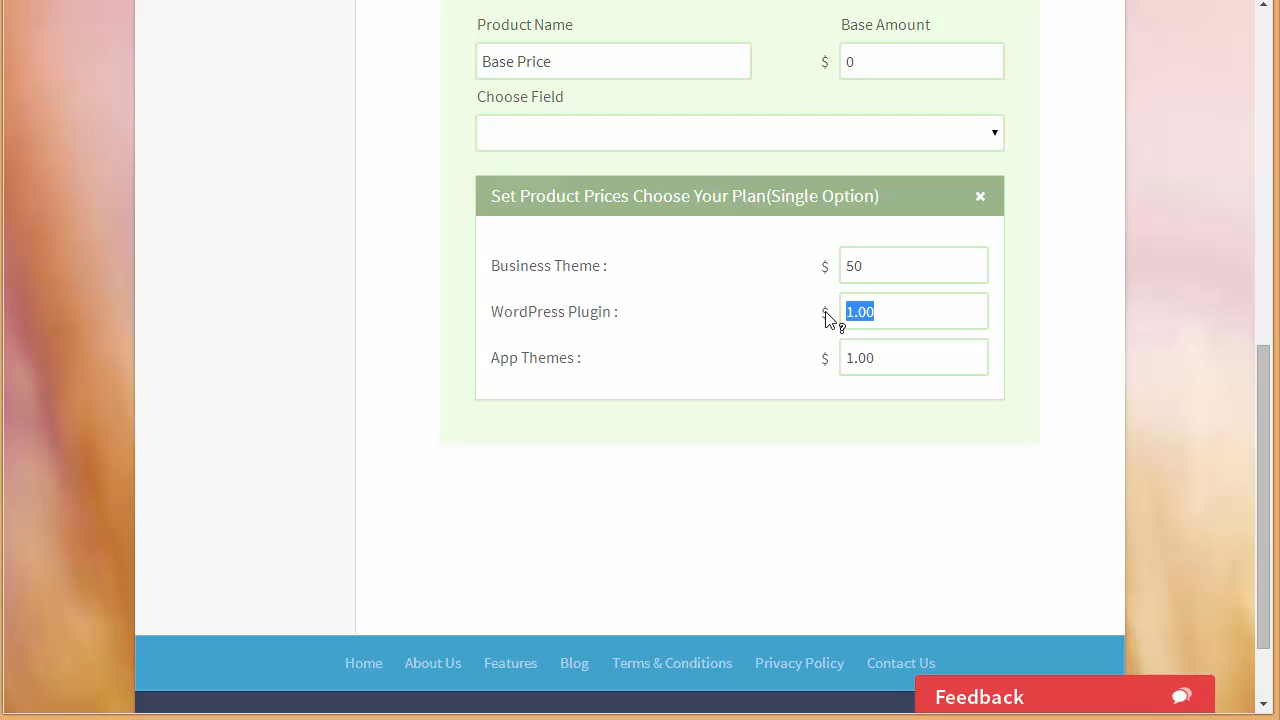 Product Name Base Amount
Base Price $ 0
Choose Field
Set Product Prices Choose Your Plan(Single Option)
Business Theme : $ 50
WordPress Plugin : $ 1.00
App Themes : $ 1.00
Home About Us Features Blog Terms & Conditions Privacy Policy Contact Us
Feedback